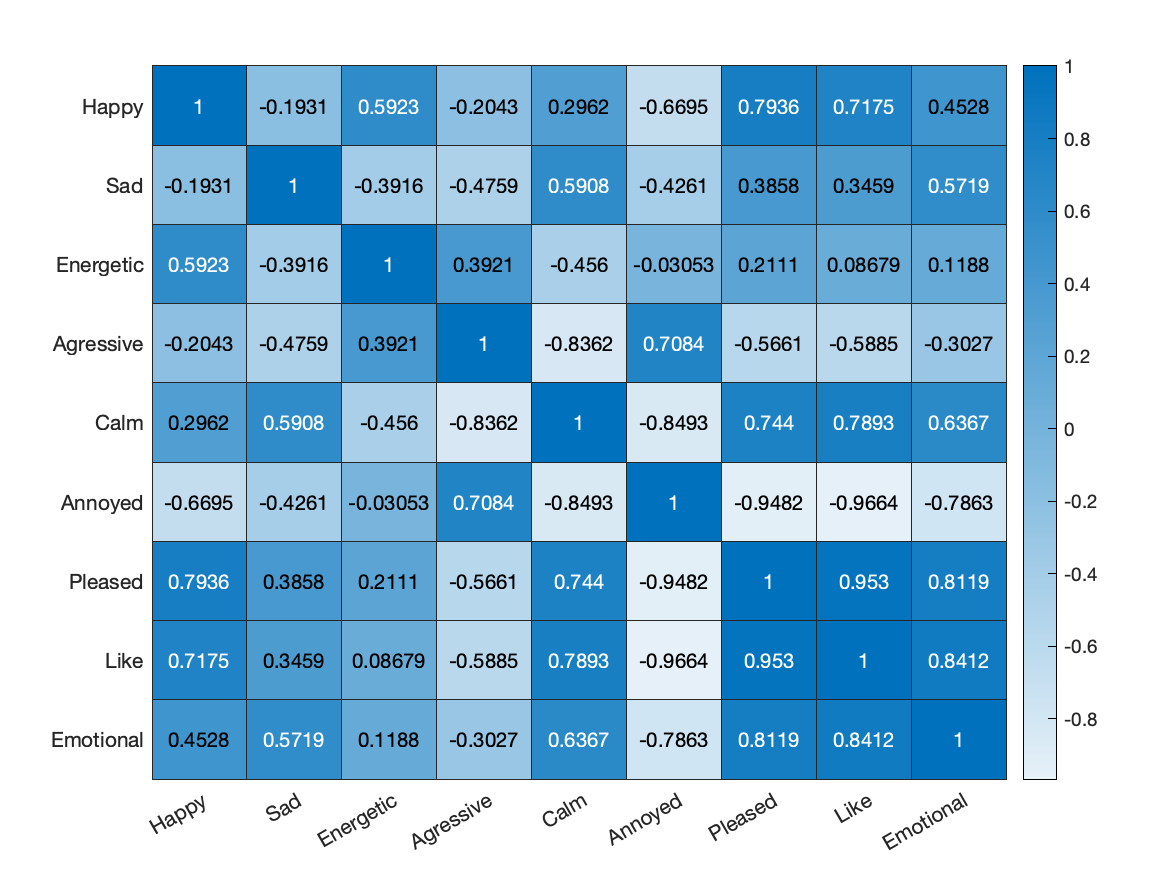 Happy 1 -0.1931 0.5923 -0.2043 0.2962 -0.6695 0.7936 0.7175 0.4528
Sad -0.1931 1 -0.3916 -0.4759 0.5908 -0.4261 0.3858 0.3459 0.5719
Energetic 0.5923 -0.3916 1 0.3921 -0.456 -0.03053 0.2111 0.08679 0.1188
Agressive -0.2043 -0.4759 0.3921 1 -0.8362 0.7084 -0.5661 -0.5885 -0.3027
Calm 0.2962 0.5908 -0.456 -0.8362 1 -0.8493 0.744 0.7893 0.6367
Annoyed -0.6695 -0.4261 -0.03053 0.7084 -0.8493 1 -0.9482 -0.9664 -0.7863
Pleased 0.7936 0.3858 0.2111 -0.5661 0.744 -0.9482 1 0.953 0.8119
Like 0.7175 0.3459 0.08679 -0.5885 0.7893 -0.9664 0.953 1 0.8412
Emotional 0.4528 0.5719 0.1188 -0.3027 0.6367 -0.7863 0.8119 0.8412 1
Happy Sad Energetic Agressive Calm Annoyed Pleased Like Emotional
1
0.8
0.6
0.4
0.2
0
-0.2
-0.4
-0.6
-0.8